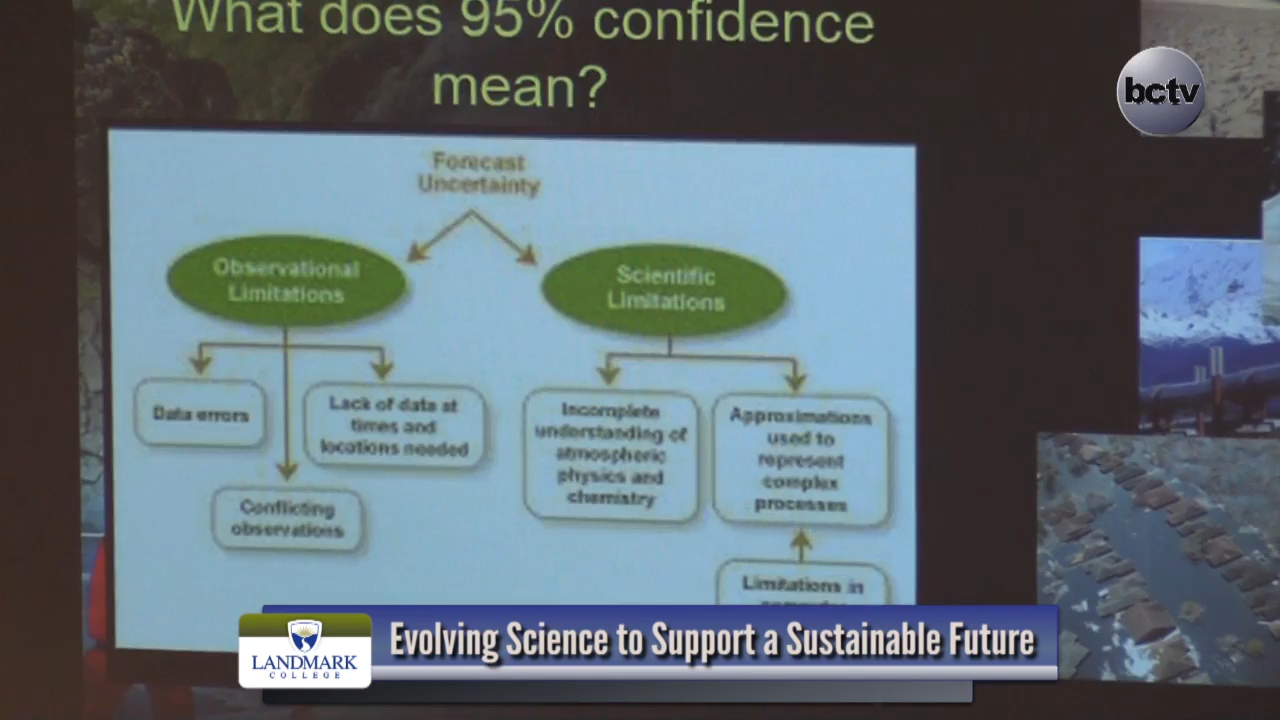 What does 95% confidence
mean?
bctv
Forecast
Uncertainty
Observational
Limitations
Scientific
Limitations
Data errors
Lack of data at
times and
locations needed
Conflicting
observations
Incomplete
understanding of
atmospheric
physics and
chemistry
Approximations
used to
represent
complex
processes
Limitations in
LANDMARK
COLLEGE
Evolving Science to Support a Sustainable Future